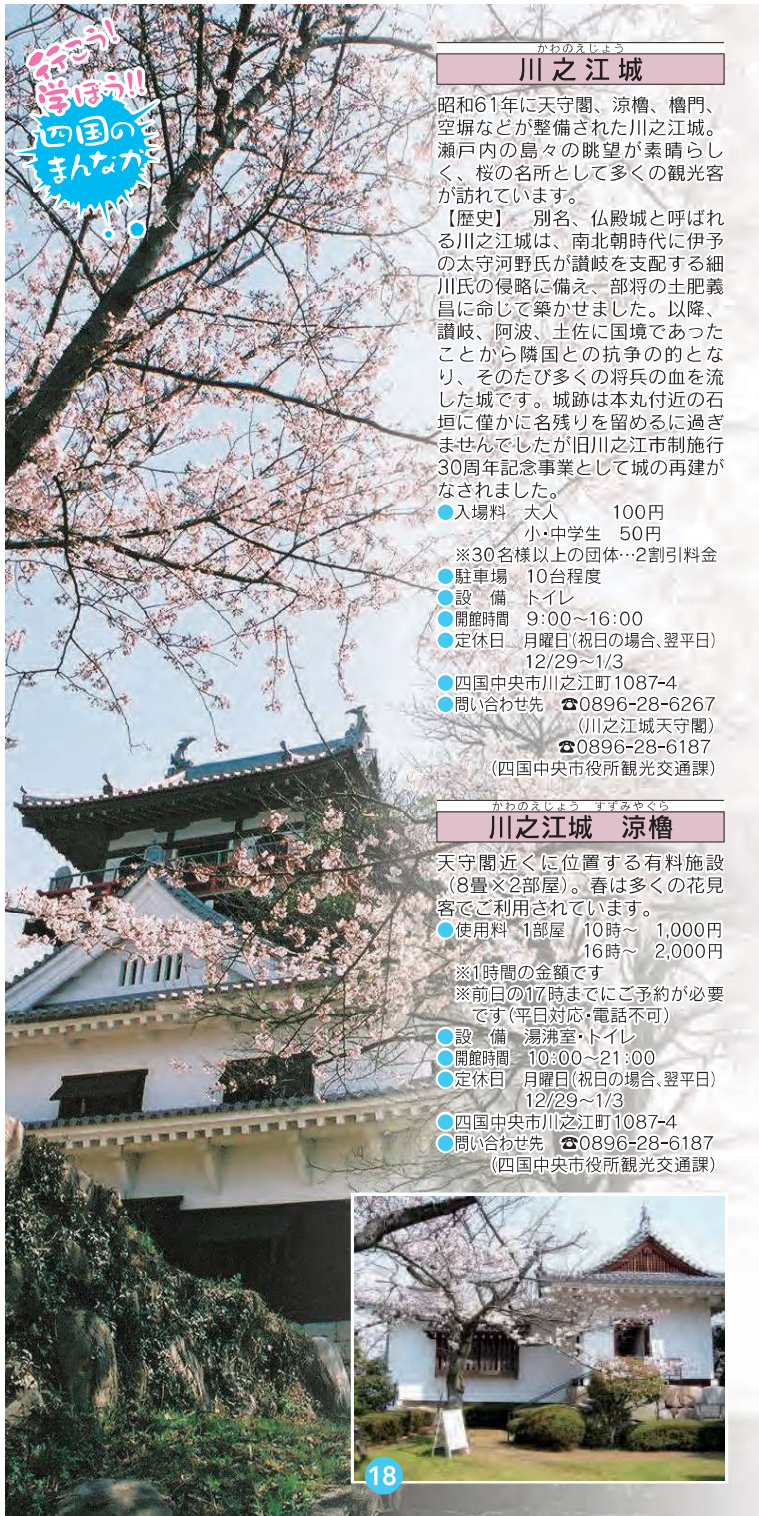 行こう!
学ぼう!!
四国の
まんなか
かわのえじょう
川之江城
昭和61年に天守閣、涼櫓、櫓門、
空塀などが整備された川之江城。
瀬戸内の島々の眺望が素晴らし
く、桜の名所として多くの観光客
が訪れています。
【歴史】 別名、仏殿城と呼ばれ
る川之江城は、南北朝時代に伊予
の太守河野氏が讃岐を支配する細
川氏の侵略に備え、部将の土肥義
昌に命じて築かせました。以降、
讃岐、阿波、土佐に国境であった
ことから隣国との抗争の的とな
り、そのたび多くの将兵の血を流
した城です。城跡は本丸付近の石
垣に僅かに名残りを留めるに過ぎ
ませんでしたが旧川之江市制施行
30周年記念事業として城の再建が
なされました。
●入場料 大人 100円
小・中学生 50円
※30名様以上の団体…2割引料金
●駐車場 10台程度
●設 備 トイレ
●開館時間 9:00〜16:00
●定休日 月曜日(祝日の場合、翌平日)
12/29〜1/3
●四国中央市川之江町1087-4
●問い合わせ先 ☎0896-28-6267
(川之江城天守閣)
☎0896-28-6187
(四国中央市役所観光交通課)
かわのえじょう すずみやぐら
川之江城 涼櫓
天守閣近くに位置する有料施設
(8畳×2部屋)。春は多くの花見
客でご利用されています。
●使用料 1部屋 10時〜 1,000円
16時〜 2,000円
※1時間の金額です
※前日の17時までにご予約が必要
です(平日対応・電話不可)
●設 備 湯沸室・トイレ
●開館時間 10:00〜21:00
●定休日 月曜日(祝日の場合、翌平日)
12/29〜1/3
●四国中央市川之江町1087-4
●問い合わせ先 ☎0896-28-6187
(四国中央市役所観光交通課)
18